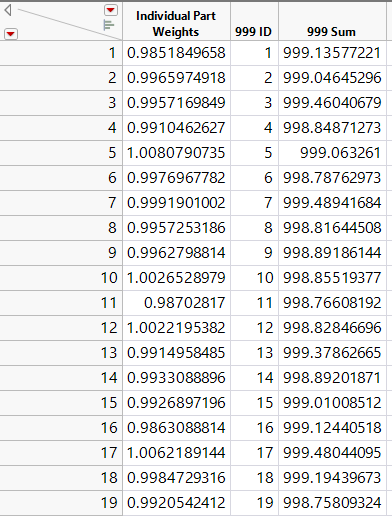 Individual Part Weights 999 ID 999 Sum
1 0.9851849658 1 999.13577221
2 0.9965974918 2 999.04645296
3 0.9957169849 3 999.46040679
4 0.9910462627 4 998.84871273
5 1.0080790735 5 999.063261
6 0.9976967782 6 998.78762973
7 0.9991901002 7 999.48941684
8 0.9957253186 8 998.81644508
9 0.9962798814 9 998.89186144
10 1.0026528979 10 998.85519377
11 0.98702817 11 998.76608192
12 1.0022195382 12 998.82846696
13 0.9914958485 13 999.37862665
14 0.9933088896 14 998.89201871
15 0.9926897196 15 999.01008512
16 0.9863088814 16 999.12440518
17 1.0062189144 17 999.48044095
18 0.9984729316 18 999.19439673
19 0.9920542412 19 998.75809324